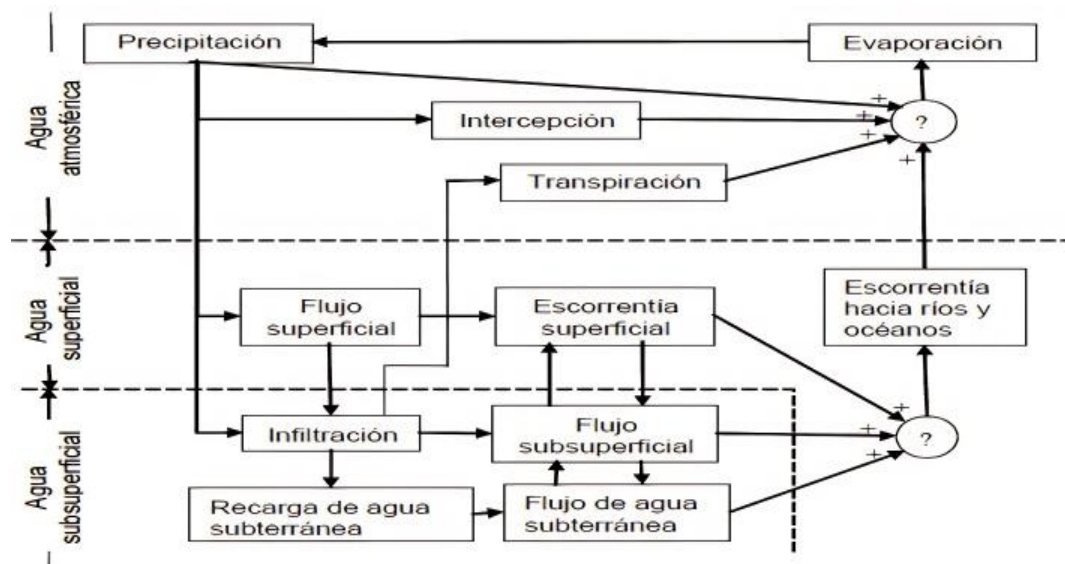 Precipitación
Evaporación
Agua
atmosférica
+
+
+
+
?
Intercepción
Transpiración
Agua
superficial
Flujo
superficial
Escorrentía
superficial
Escorrentía
hacia ríos y
océanos
Agua
subsuperficial
Infiltración
Flujo
subsuperficial
+
+
+
?
Recarga de agua
subterránea
Flujo de agua
subterránea